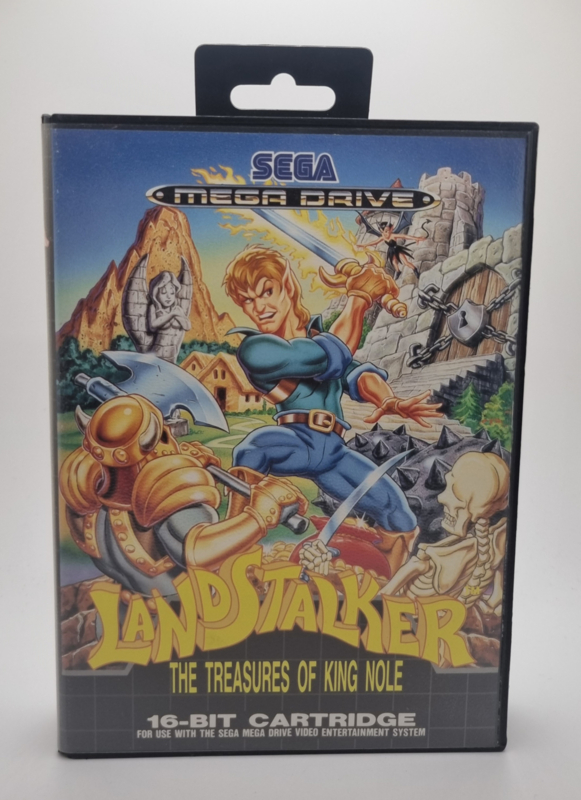 SEGA
MEGA DRIVE
LANDSTALKER
THE TREASURES OF KING NOLE
16-BIT CARTRIDGE
FOR USE WITH THE SEGA MEGA DRIVE VIDEO ENTERTAINMENT SYSTEM